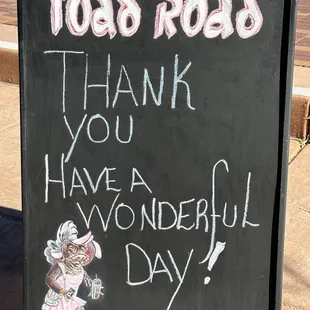 Toad Road
THANK
YOU
HAVE A
WONDERFUL
DAY!